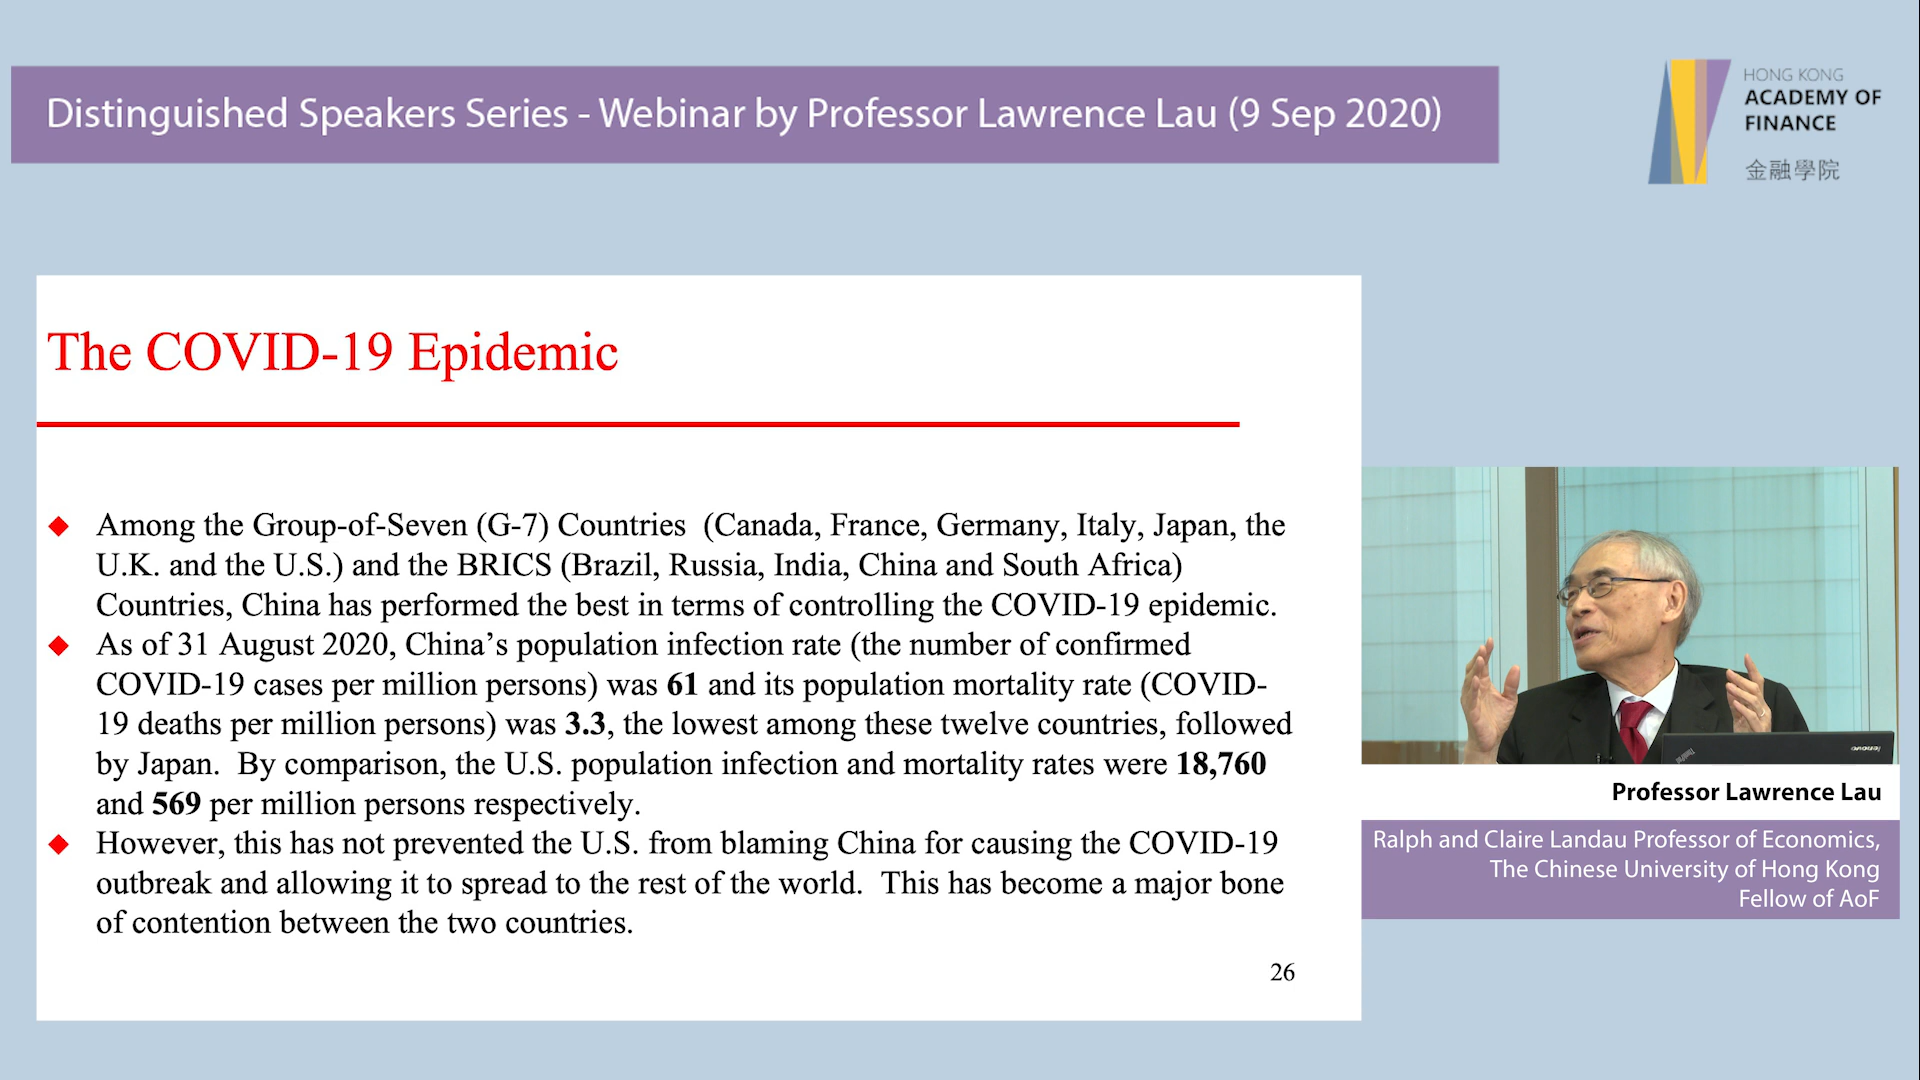 Distinguished Speakers Series - Webinar by Professor Lawrence Lau (9 Sep 2020)
HONG KONG
ACADEMY OF
FINANCE
金融學院
The COVID-19 Epidemic
Among the Group-of-Seven (G-7) Countries (Canada, France, Germany, Italy, Japan, the
U.K. and the U.S.) and the BRICS (Brazil, Russia, India, China and South Africa)
Countries, China has performed the best in terms of controlling the COVID-19 epidemic.
As of 31 August 2020, China’s population infection rate (the number of confirmed
COVID-19 cases per million persons) was 61 and its population mortality rate (COVID-
19 deaths per million persons) was 3.3, the lowest among these twelve countries, followed
by Japan. By comparison, the U.S. population infection and mortality rates were 18,760
and 569 per million persons respectively.
However, this has not prevented the U.S. from blaming China for causing the COVID-19
outbreak and allowing it to spread to the rest of the world. This has become a major bone
of contention between the two countries.
26
lenovo
ThinkPad
Professor Lawrence Lau
Ralph and Claire Landau Professor of Economics,
The Chinese University of Hong Kong
Fellow of AoF